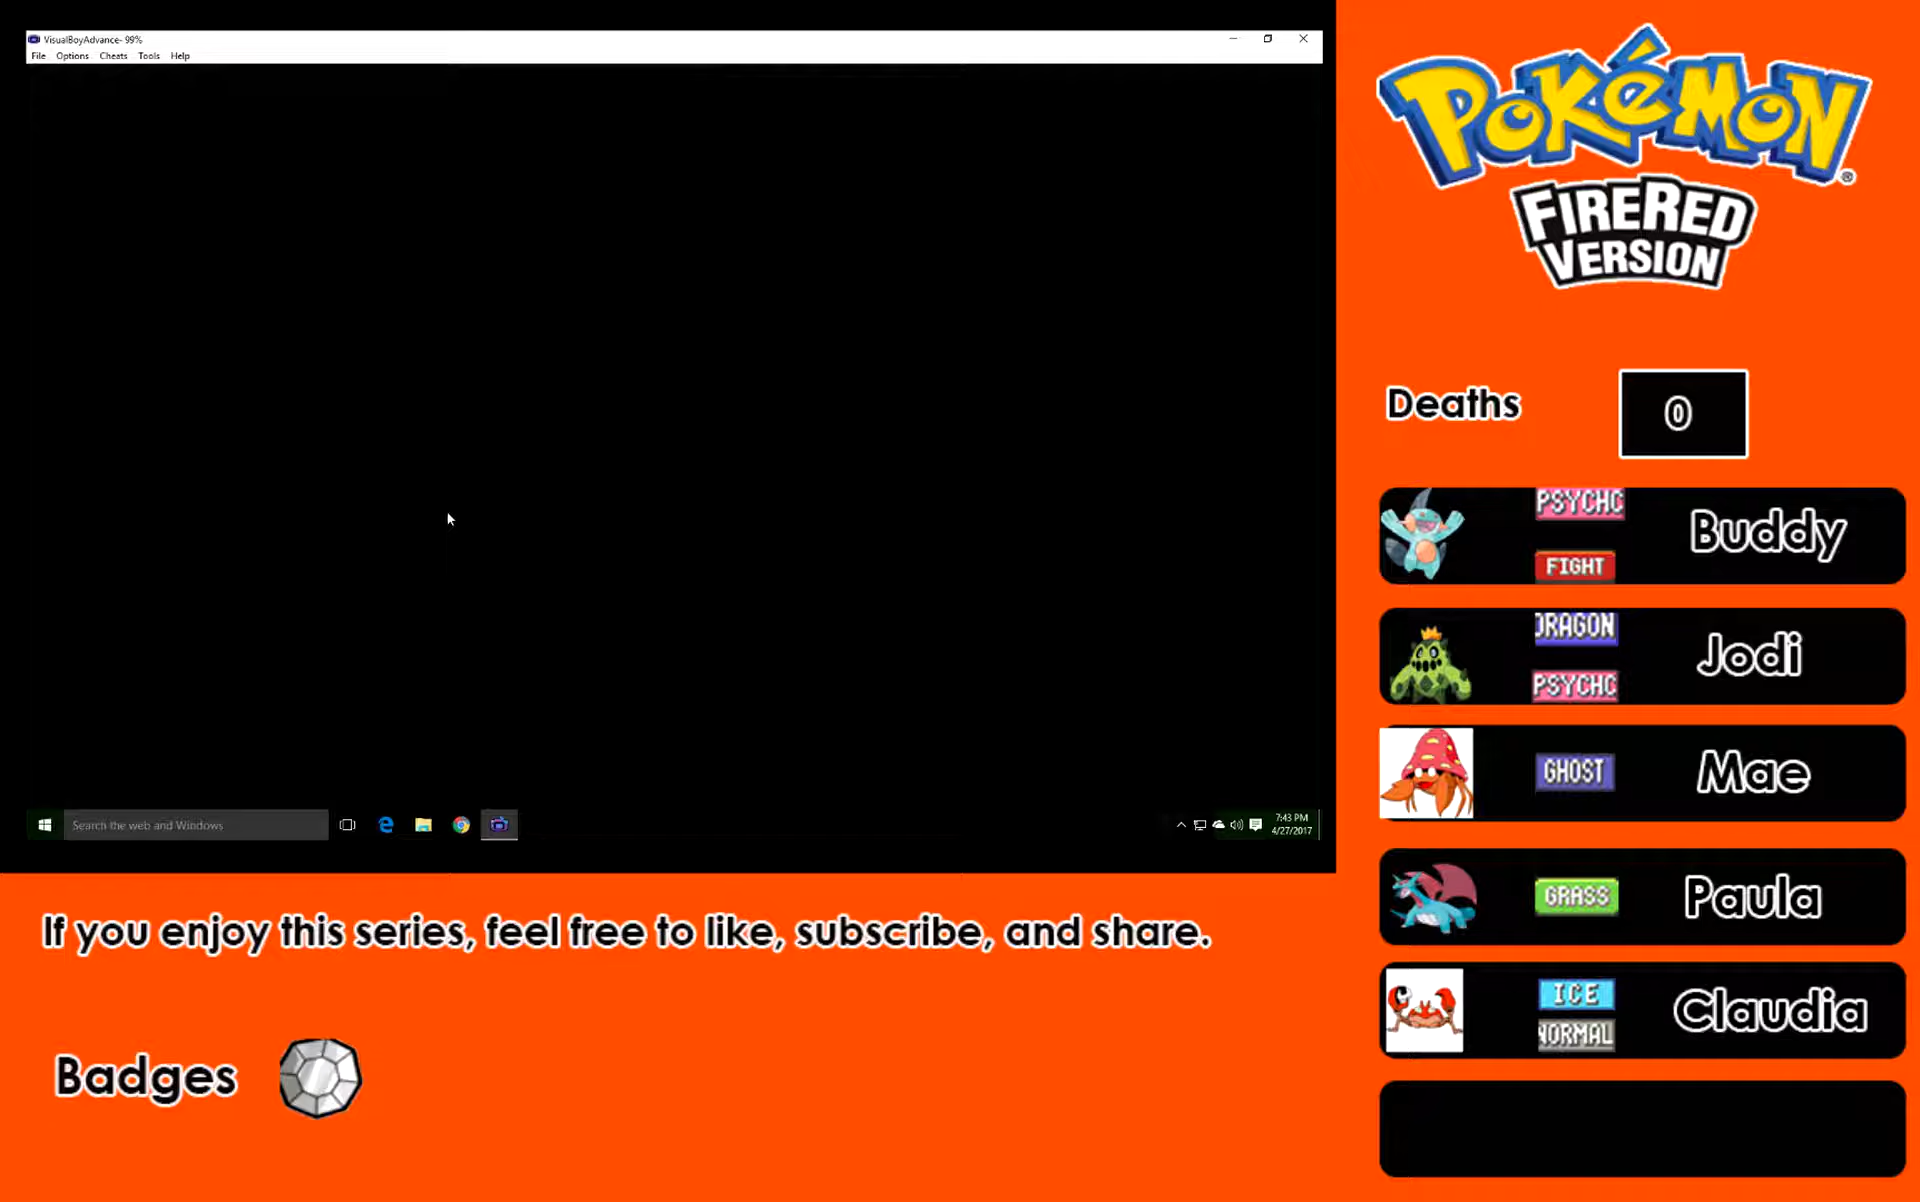 VisualBoyAdvance- 99%
File Options Cheats Tools Help
POKéMON
FIRERED
VERSION
Deaths 0
PSYCHC
FIGHT
Buddy
DRAGON
PSYCHC
Jodi
GHOST
Mae
GRASS
Paula
ICE
NORMAL
Claudia
Search the web and Windows
7:43 PM
4/27/2017
If you enjoy this series, feel free to like, subscribe, and share.
Badges